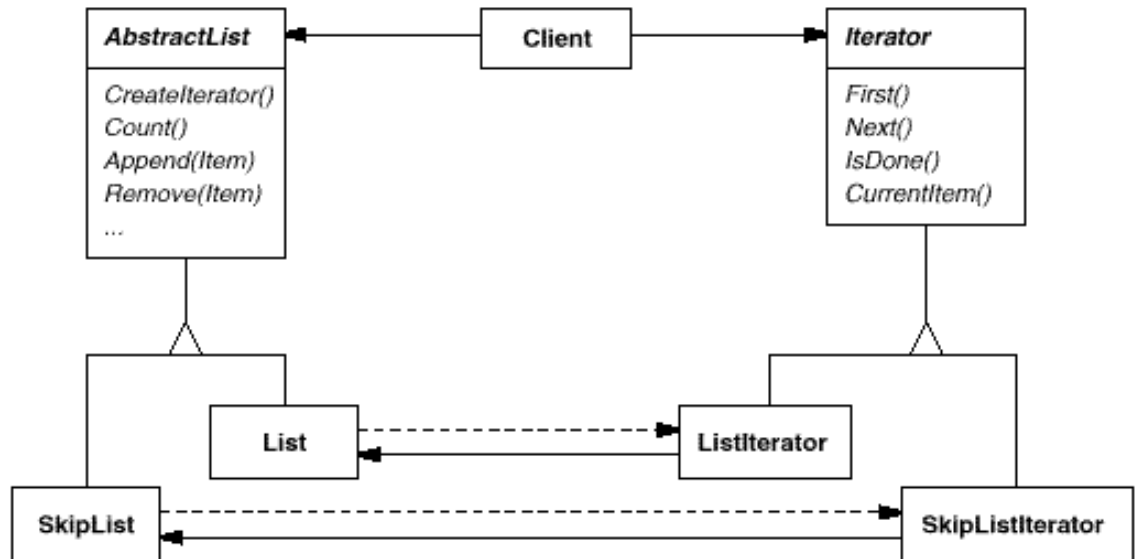 AbstractList
CreateIterator()
Count()
Append(Item)
Remove(Item)
...
Client
Iterator
First()
Next()
IsDone()
CurrentItem()
List
ListIterator
SkipList
SkipListIterator